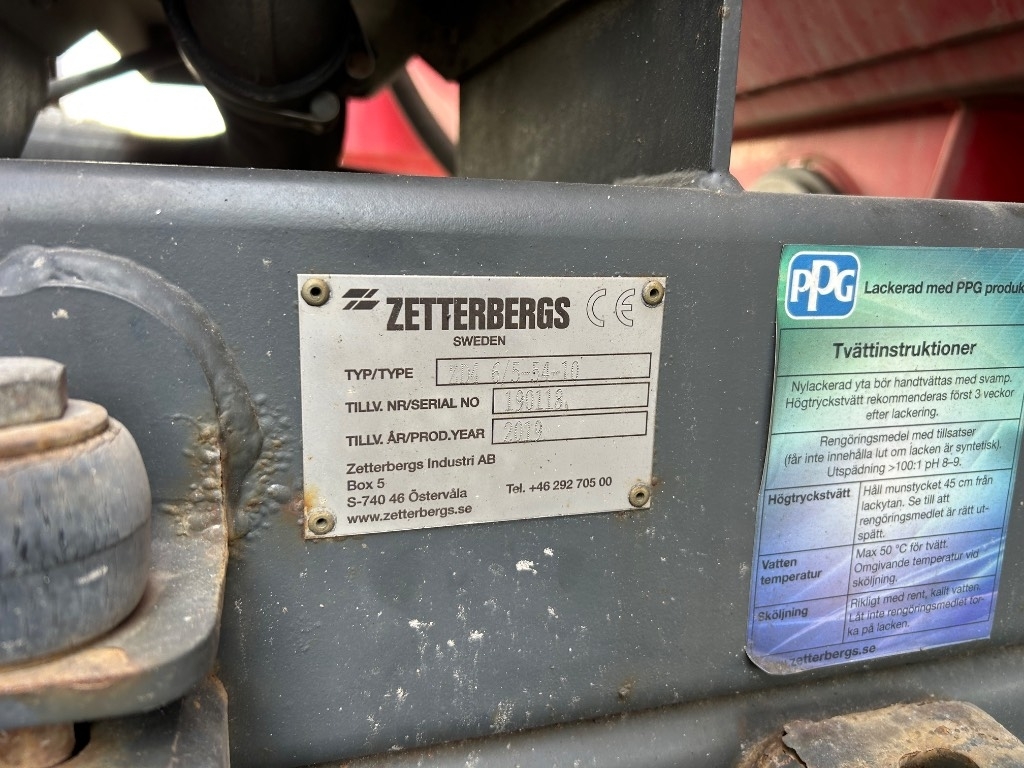 ZETTERBERGS CE
SWEDEN
TYP/TYPE 6/5-54-10
TILLV. NR/SERIAL NO 190118.
TILLV. ÅR/PROD.YEAR 2019
Zetterbergs Industri AB
Box 5
S-740 46 Östervåla Tel. +46 292 705 00
www.zetterbergs.se
PPG Lackerad med PPG produk
Tvättinstruktioner
Nylackerad yta bör handtvättas med svamp.
Högtryckstvätt rekommenderas först 3 veckor
efter lackering.
Rengöringsmedel med tillsatser
(får inte innehålla lut om lacken är syntetisk).
Utspädning >100:1 pH 8–9.
Högtryckstvätt Håll munstycket 45 cm från
lackytan. Se till att
rengöringsmedlet är rätt ut-
spätt.
Vatten
temperatur
Max 50 °C för tvätt.
Omgivande temperatur vid
sköljning.
Sköljning
Rikligt med rent, kallt vatten.
Låt inte rengöringsmedlet tor-
ka på lacken.
zetterbergs.se